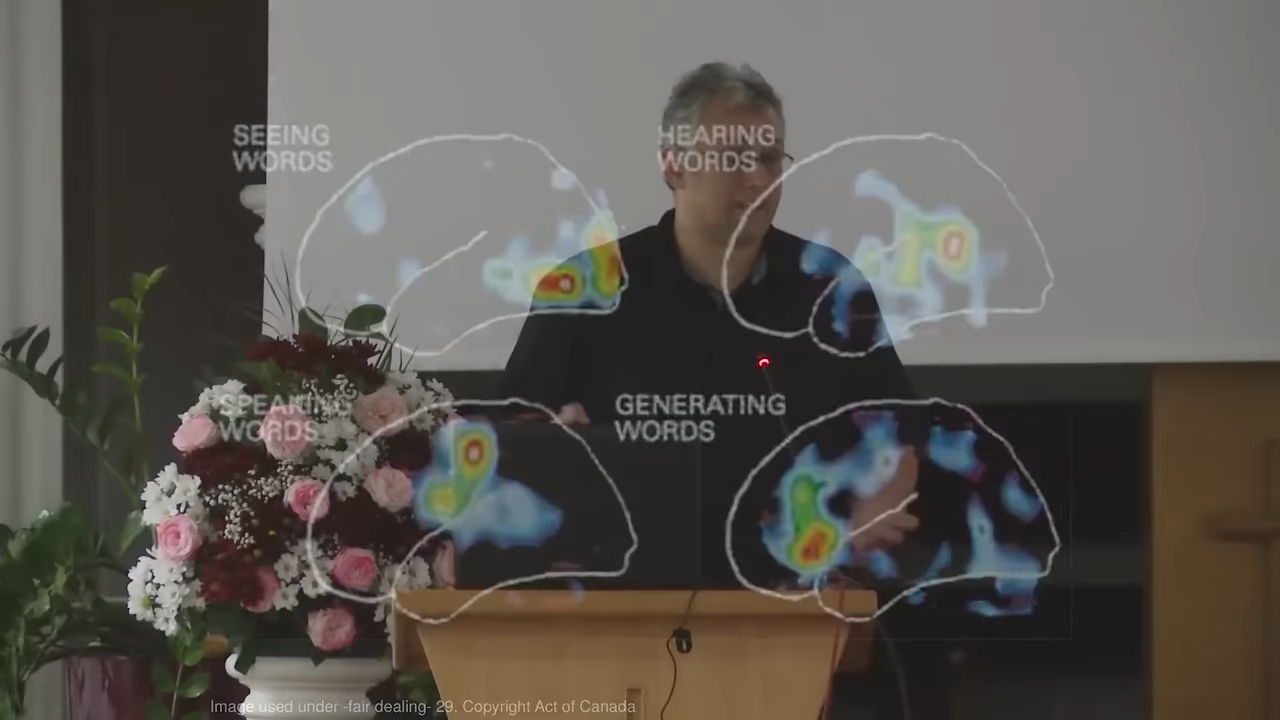 SEEING
WORDS
HEARING
WORDS
SPEAKING
WORDS
GENERATING
WORDS
Image used under -fair dealing- 29. Copyright Act of Canada